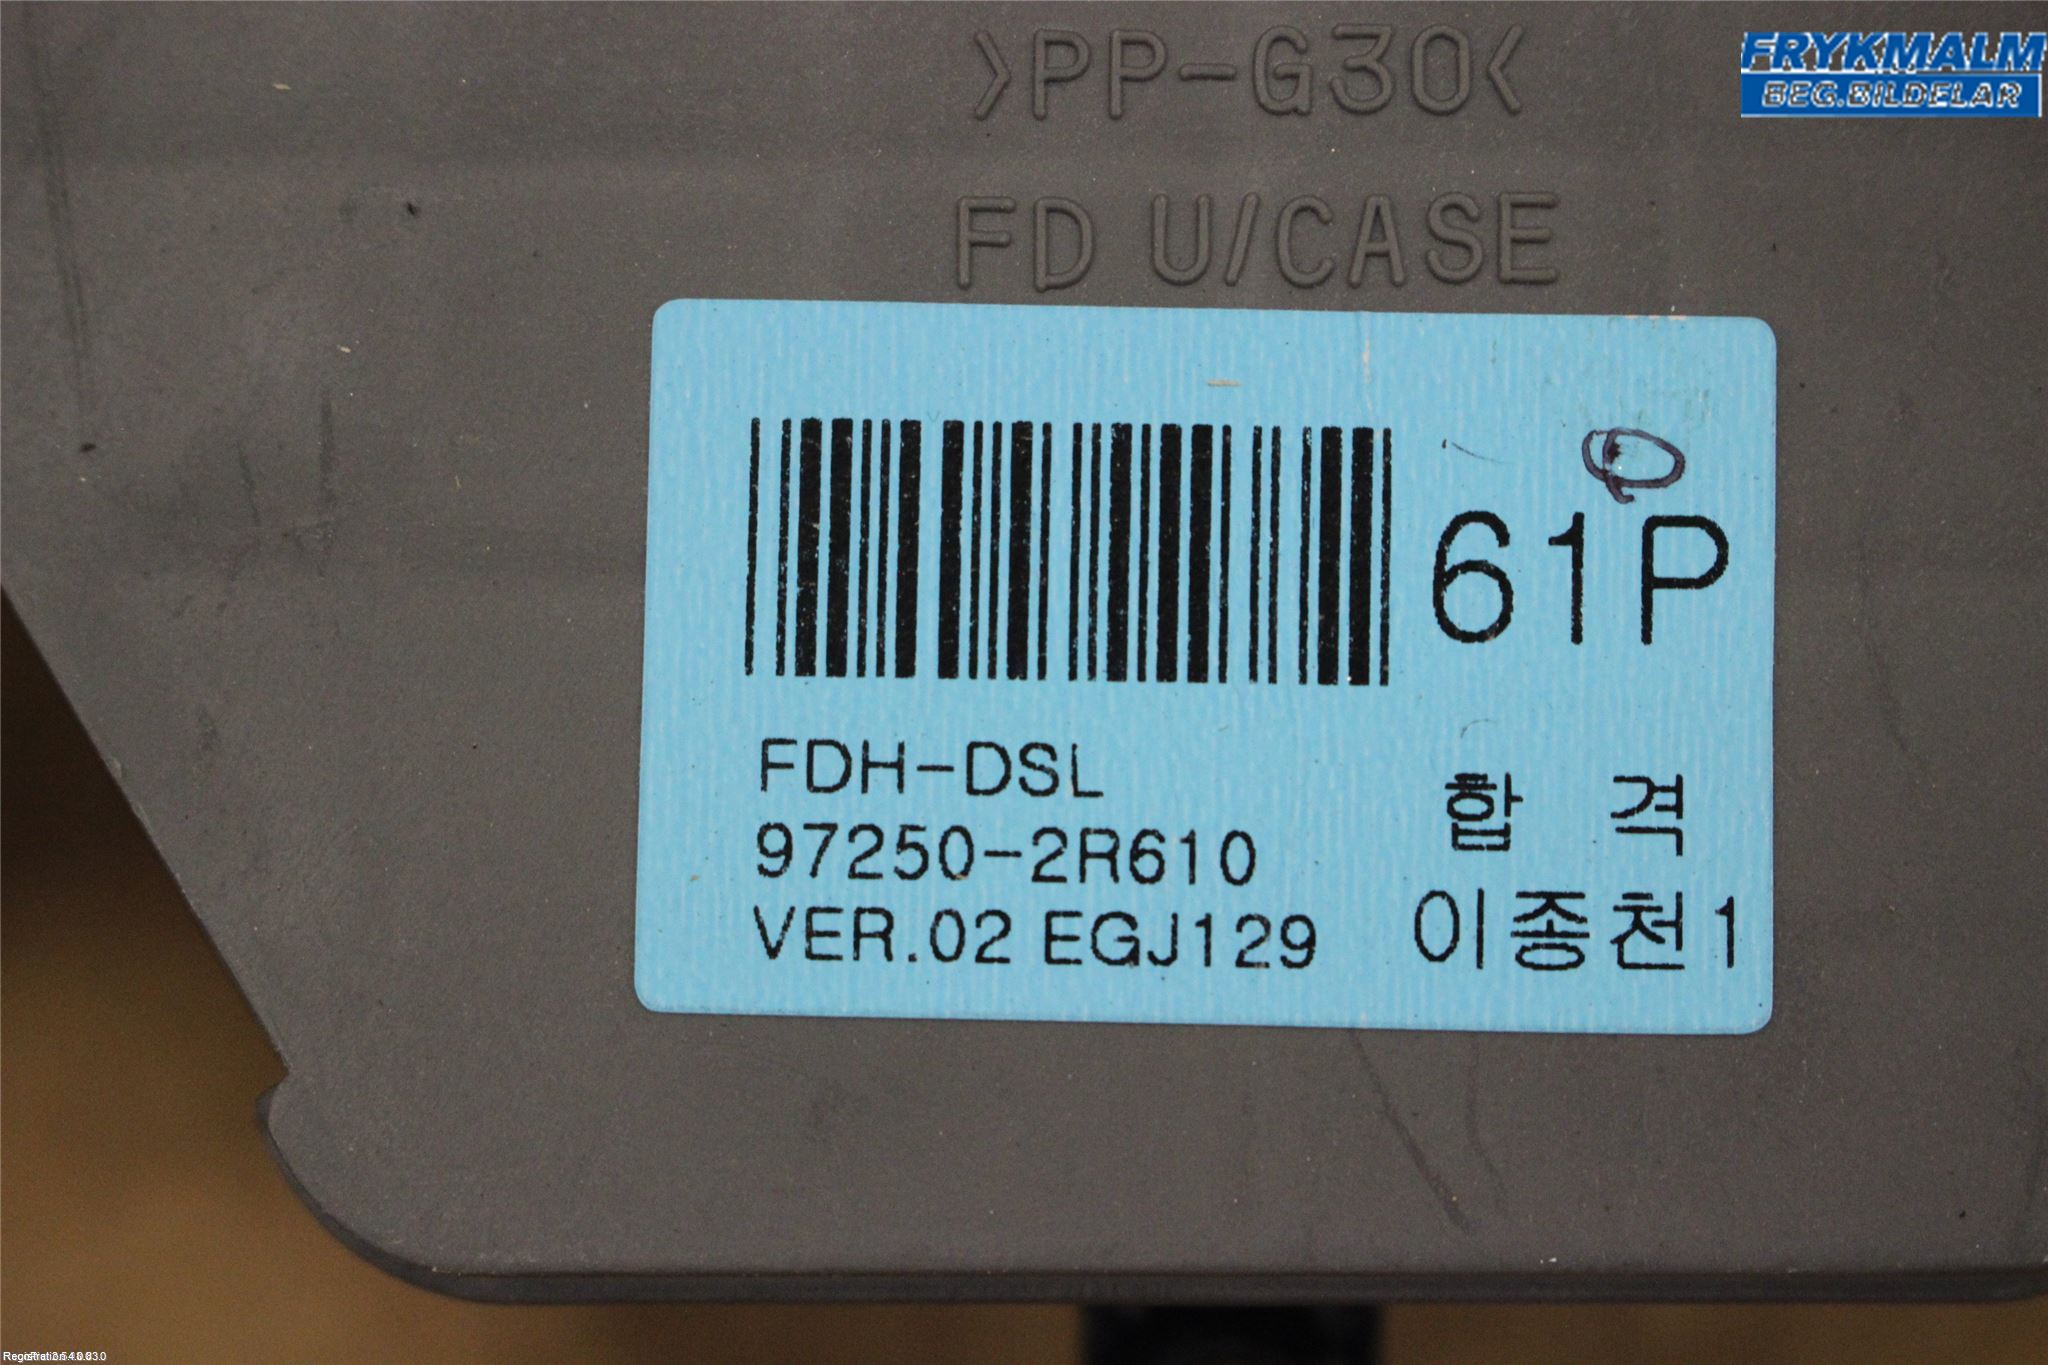 >PP-G30<
FRYKMALM
BEG.BILDELAR
FD U/CASE
61P
FDH-DSL
97250-2R610
VER.02 EGJ129
합 격
이종천1